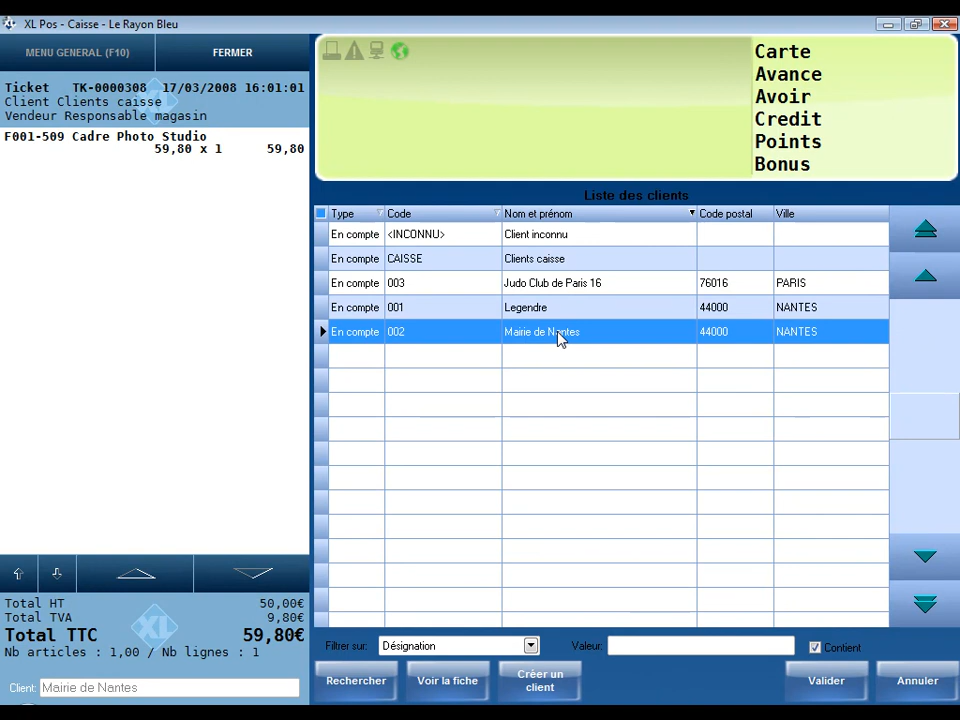 XL Pos - Caisse - Le Rayon Bleu
MENU GENERAL (F10) FERMER
Ticket TK-0000308 17/03/2008 16:01:01
Client Clients caisse
Vendeur Responsable magasin
F001-509 Cadre Photo Studio
59,80 x 1 59,80
Carte
Avance
Avoir
Credit
Points
Bonus
Liste des clients
Type Code Nom et prénom Code postal Ville
En compte <INCONNU> Client inconnu
En compte CAISSE Clients caisse
En compte 003 Judo Club de Paris 16 76016 PARIS
En compte 001 Legendre 44000 NANTES
En compte 002 Mairie de Nantes 44000 NANTES
Total HT 50,00€
Total TVA 9,80€
Total TTC 59,80€
Nb articles : 1,00 / Nb lignes : 1
Client: Mairie de Nantes
Filtrer sur: Désignation Valeur: Contient
Rechercher Voir la fiche Créer un client Valider Annuler
XL